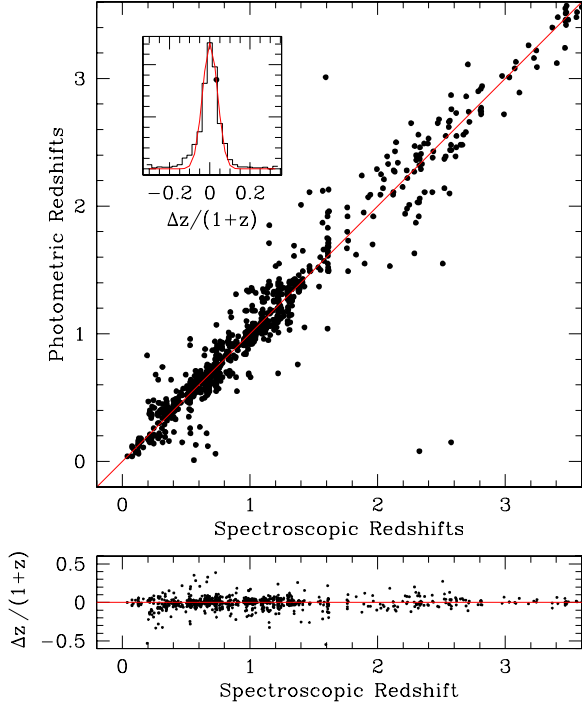 3
2
1
0
Photometric Redshifts
−0.2 0 0.2
Δz/(1+z)
0 1 2 3
Spectroscopic Redshifts
0.5
0
−0.5
Δz/(1+z)
0 1 2 3
Spectroscopic Redshift